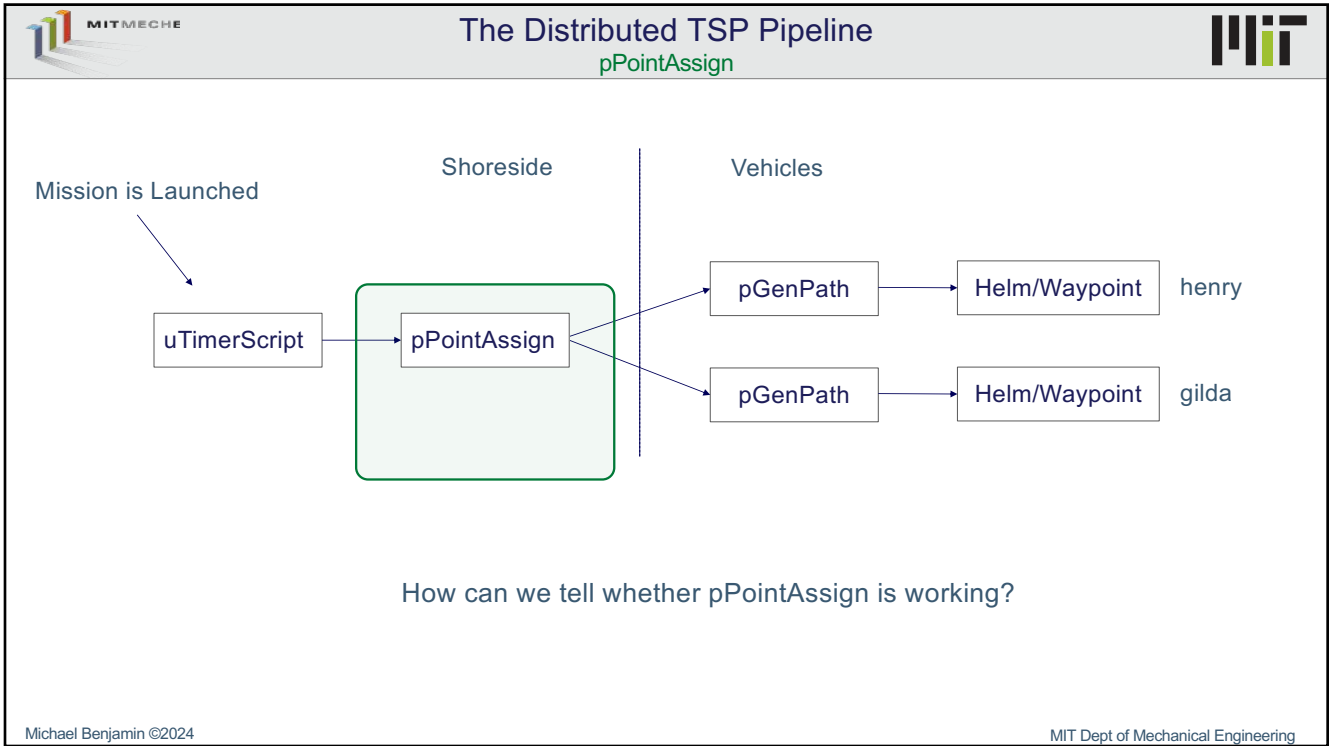 MITMECHE
The Distributed TSP Pipeline
pPointAssign
MIT
Shoreside
Vehicles
Mission is Launched
uTimerScript
pPointAssign
pGenPath
Helm/Waypoint
henry
pGenPath
Helm/Waypoint
gilda
How can we tell whether pPointAssign is working?
Michael Benjamin ©2024
MIT Dept of Mechanical Engineering